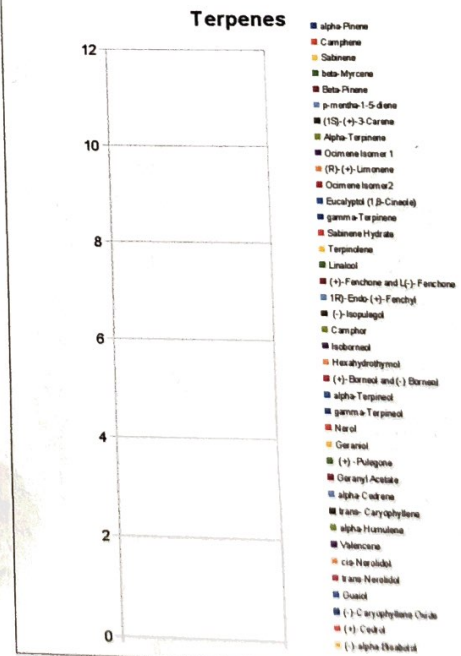 Terpenes
12
10
8
6
4
2
0
alpha-Pinene
Camphene
Sabinene
beta-Myrcene
Beta-Pinene
p-mentha-1-5-diene
(1S)-(+)-3-Carene
Alpha-Terpinene
Ocimene Isomer 1
(R)-(+)-Limonene
Ocimene Isomer2
Eucalyptol (1,8-Cineole)
gamma-Terpinene
Sabinene Hydrate
Terpinolene
Linalool
(+)-Fenchone and L(-)-Fenchone
1R)-Endo-(+)-Fenchyl
(-)-Isopulegol
Camphor
Isoborneol
Hexahydrothymol
(+)-Borneol and (-) Borneol
alpha-Terpineol
gamma-Terpineol
Nerol
Geraniol
(+) -Pulegone
Geranyl Acetate
alpha-Cedrene
trans- Caryophyllene
alpha-Humulene
Valencene
cis-Nerolidol
trans-Nerolidol
Guaiol
(-)-Caryophyllene Oxide
(+)-Cedrol
(-)-alpha-Bisabolol